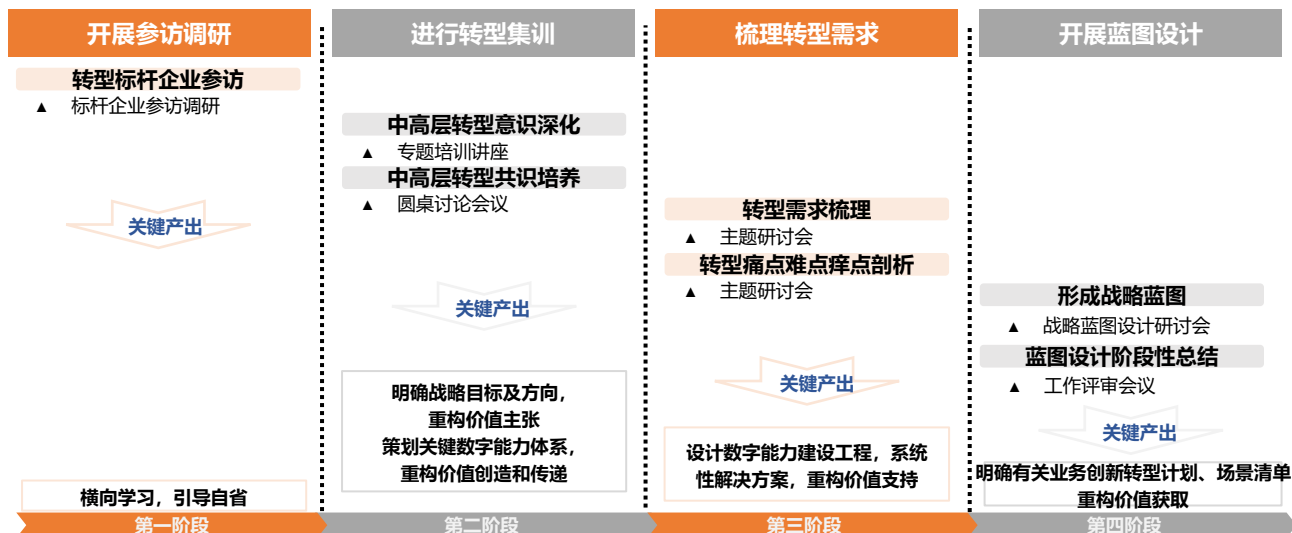 开展参访调研
转型标杆企业参访
▲ 标杆企业参访调研
关键产出
横向学习，引导自省
第一阶段
进行转型集训
中高层转型意识深化
▲ 专题培训讲座
中高层转型共识培养
▲ 圆桌讨论会议
关键产出
明确战略目标及方向，
重构价值主张
策划关键数字能力体系，
重构价值创造和传递
第二阶段
梳理转型需求
转型需求梳理
▲ 主题研讨会
转型痛点难点痒点剖析
▲ 主题研讨会
关键产出
设计数字能力建设工程，系统
性解决方案，重构价值支持
第三阶段
开展蓝图设计
形成战略蓝图
▲ 战略蓝图设计研讨会
蓝图设计阶段性总结
▲ 工作评审会议
关键产出
明确有关业务创新转型计划、场景清单
重构价值获取
第四阶段